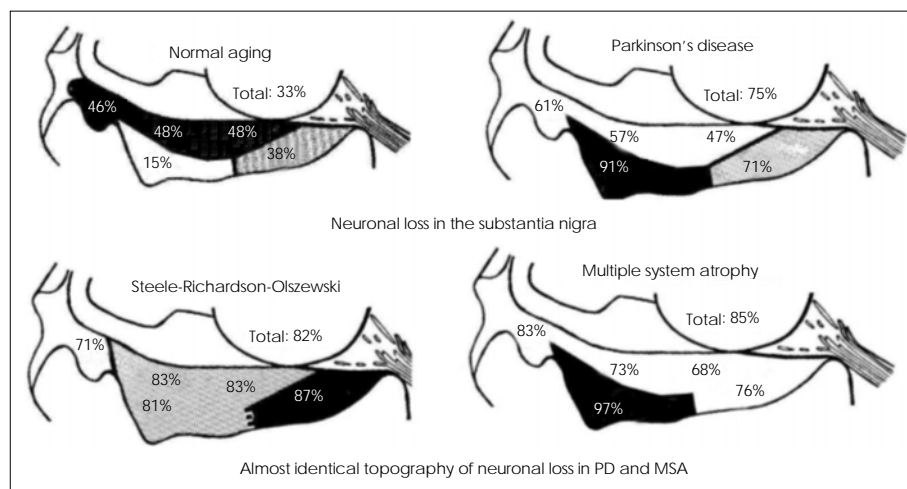 Normal aging
Total: 33%
46%
48%
48%
15%
38%
Parkinson's disease
Total: 75%
61%
57%
47%
91%
71%
Neuronal loss in the substantia nigra
Steele-Richardson-Olszewski
Total: 82%
71%
83%
83%
81%
87%
Multiple system atrophy
Total: 85%
83%
73%
68%
97%
76%
Almost identical topography of neuronal loss in PD and MSA